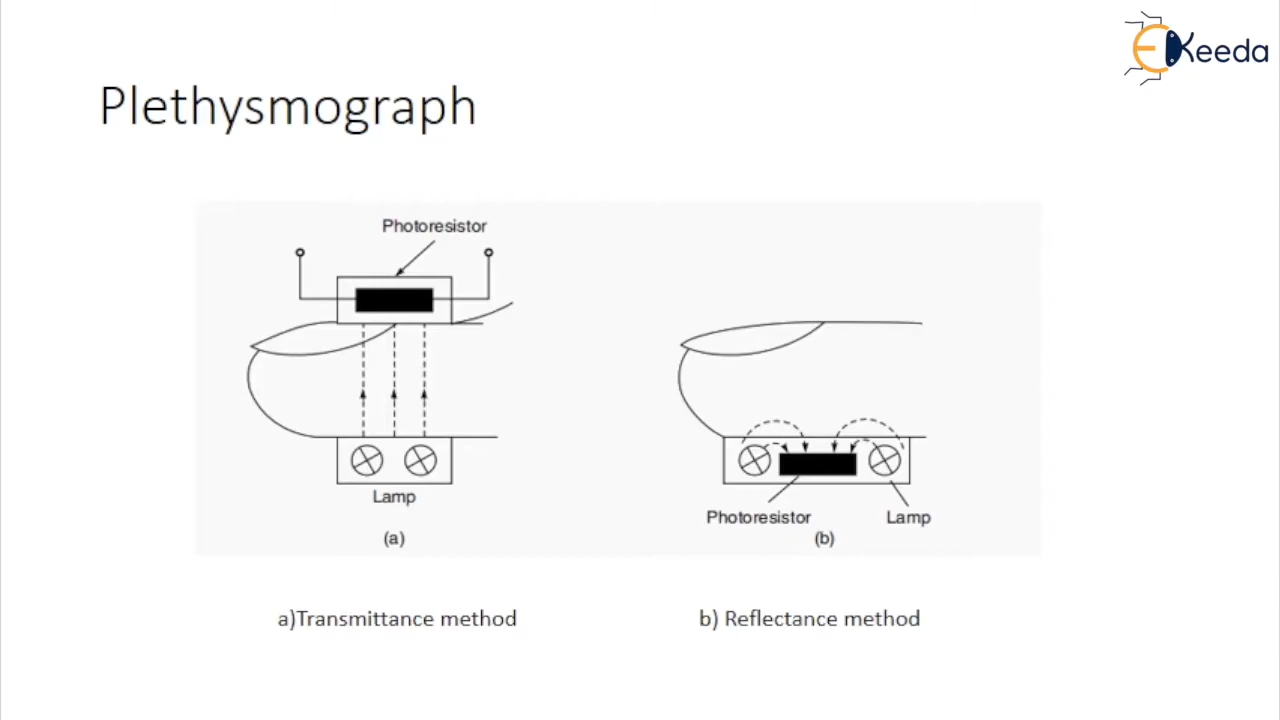 EKeeda
Plethysmograph
Photoresistor
Lamp
(a)
Photoresistor
Lamp
(b)
a)Transmittance method
b) Reflectance method